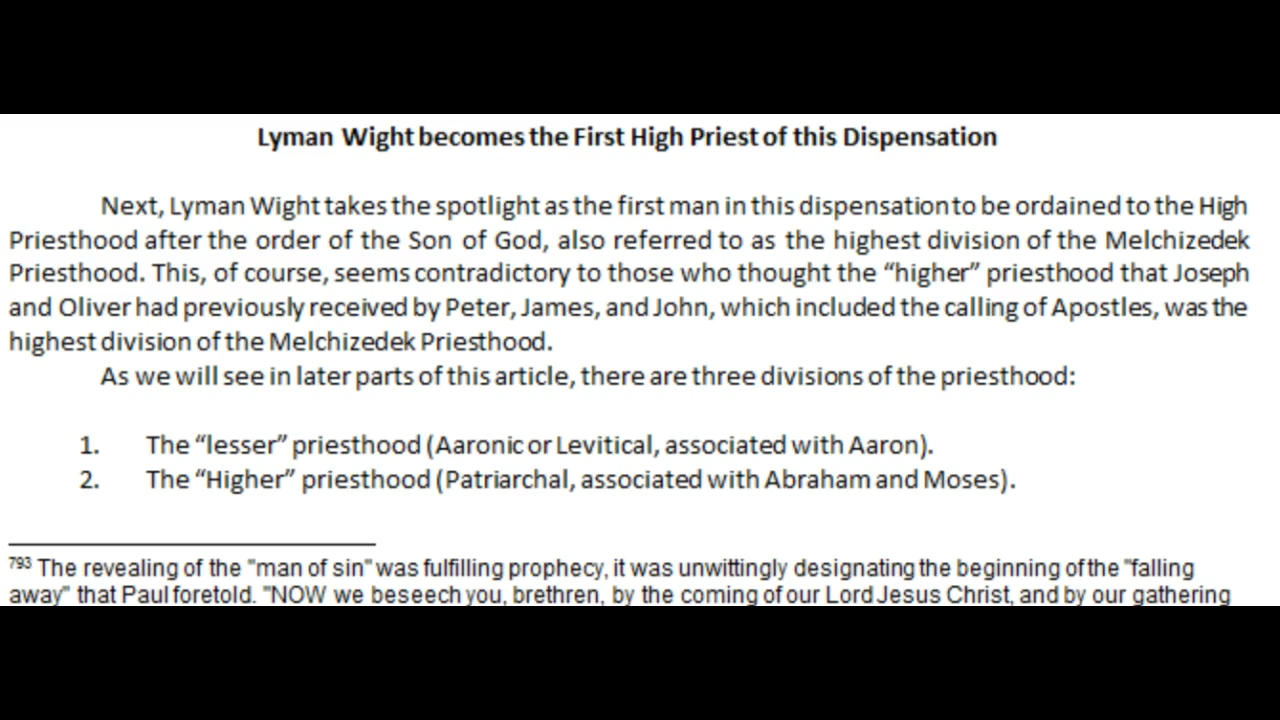 Lyman Wight becomes the First High Priest of this Dispensation
Next, Lyman Wight takes the spotlight as the first man in this dispensation to be ordained to the High
Priesthood after the order of the Son of God, also referred to as the highest division of the Melchizedek
Priesthood. This, of course, seems contradictory to those who thought the “higher” priesthood that Joseph
and Oliver had previously received by Peter, James, and John, which included the calling of Apostles, was the
highest division of the Melchizedek Priesthood.
As we will see in later parts of this article, there are three divisions of the priesthood:
1. The “lesser” priesthood (Aaronic or Levitical, associated with Aaron).
2. The “Higher” priesthood (Patriarchal, associated with Abraham and Moses).
793 The revealing of the "man of sin" was fulfilling prophecy, it was unwittingly designating the beginning of the "falling
away" that Paul foretold. "NOW we beseech you, brethren, by the coming of our Lord Jesus Christ, and by our gathering